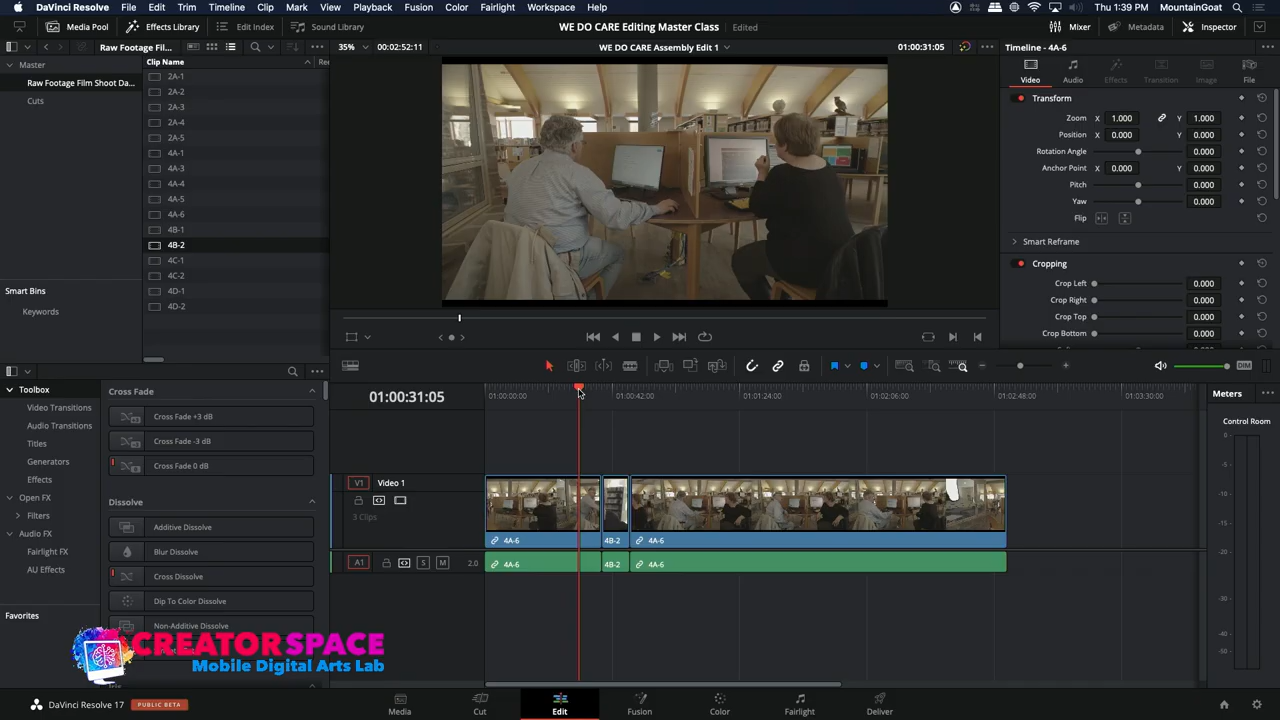 DaVinci Resolve File Edit Trim Timeline Clip Mark View Playback Fusion Color Fairlight Workspace Help Thu 1:39 PM MountainGoat
Media Pool Effects Library Edit Index Sound Library WE DO CARE Editing Master Class Edited Mixer Metadata Inspector
Raw Footage Fil... 35% 00:02:52:11 WE DO CARE Assembly Edit 1 01:00:31:05 Timeline - 4A-6
Master
Raw Footage Film Shoot Da...
Cuts
Smart Bins
Keywords
Clip Name Re
2A-1
2A-2
2A-3
2A-4
2A-5
4A-1
4A-3
4A-4
4A-5
4A-6
4B-1
4B-2
4C-1
4C-2
4D-1
4D-2
Video Audio Effects Transition Image File
Transform
Zoom X 1.000 Y 1.000
Position X 0.000 Y 0.000
Rotation Angle 0.000
Anchor Point X 0.000 Y 0.000
Pitch 0.000
Yaw 0.000
Flip
Smart Reframe
Cropping
Crop Left 0.000
Crop Right 0.000
Crop Top 0.000
Crop Bottom 0.000
DIM
Toolbox
Video Transitions
Audio Transitions
Titles
Generators
Effects
Open FX
Filters
Audio FX
Fairlight FX
AU Effects
Favorites
Cross Fade
Cross Fade +3 dB
Cross Fade -3 dB
Cross Fade 0 dB
Dissolve
Additive Dissolve
Blur Dissolve
Cross Dissolve
Dip To Color Dissolve
Non-Additive Dissolve
01:00:31:05 01:00:00:00 01:00:42:00 01:01:24:00 01:02:06:00 01:02:48:00 01:03:30:00
V1 Video 1
3 Clips
4A-6 4B-2 4A-6
A1 S M 2.0 4A-6 4B-2 4A-6
Meters
Control Room
0
-5
-10
-15
-20
-30
-40
-50
CREATORSPACE
Mobile Digital Arts Lab
DaVinci Resolve 17 PUBLIC BETA Media Cut Edit Fusion Color Fairlight Deliver